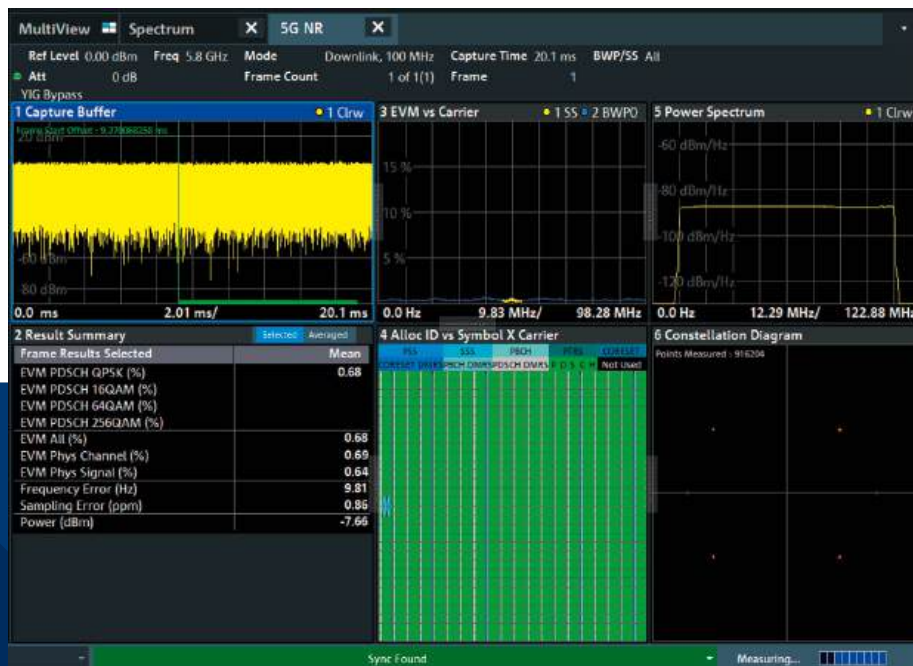 MultiView Spectrum X 5G NR X
Ref Level 0.00 dBm Freq 5.8 GHz Mode Downlink, 100 MHz Capture Time 20.1 ms BWP/SS All
Att 0 dB Frame Count 1 of 1(1) Frame 1
YIG Bypass
1 Capture Buffer 1 Clrw
20 dBm
-60 dBm
-80 dBm
0.0 ms 2.01 ms/ 20.1 ms
3 EVM vs Carrier 1 SS 2 BWP0
15 %
10 %
5 %
0.0 Hz 9.83 MHz/ 98.28 MHz
5 Power Spectrum 1 Clrw
-60 dBm/Hz
-80 dBm/Hz
-100 dBm/Hz
-120 dBm/Hz
0.0 Hz 12.29 MHz/ 122.88 MHz
2 Result Summary Selected Averaged
Frame Results Selected Mean
EVM PDSCH QPSK (%) 0.68
EVM PDSCH 16QAM (%)
EVM PDSCH 64QAM (%)
EVM PDSCH 256QAM (%)
EVM All (%) 0.68
EVM Phys Channel (%) 0.69
EVM Phys Signal (%) 0.64
Frequency Error (Hz) 9.81
Sampling Error (ppm) 0.86
Power (dBm) -7.66
4 Alloc ID vs Symbol X Carrier
PSS SSS PBCH PTRS CORESET
CORESET DMRS PBCH DMRS PDSCH DMRS P D S C H Not Used
6 Constellation Diagram
Points Measured : 916204
Sync Found Measuring...